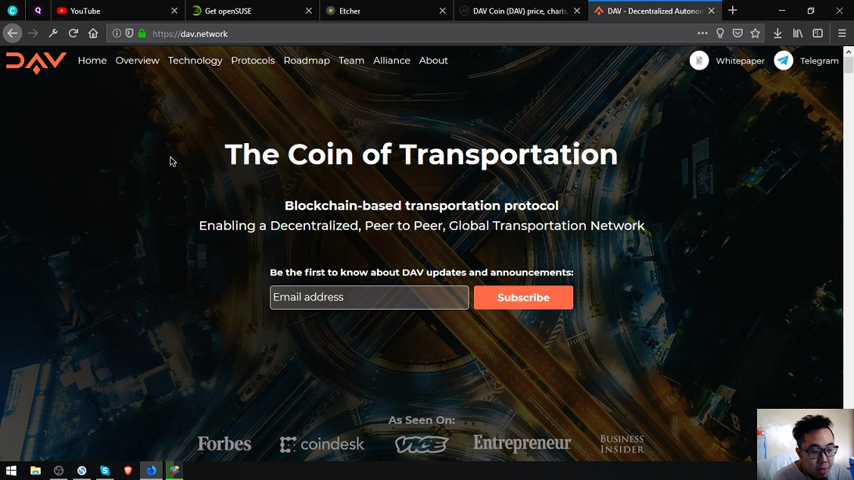 YouTube
Get openSUSE
Etcher
DAV Coin (DAV) price, charts,
DAV - Decentralized Autono
https://dav.network
DAV
Home
Overview
Technology
Protocols
Roadmap
Team
Alliance
About
Whitepaper
Telegram
The Coin of Transportation
Blockchain-based transportation protocol
Enabling a Decentralized, Peer to Peer, Global Transportation Network
Be the first to know about DAV updates and announcements:
Email address
Subscribe
As Seen On:
Forbes
coindesk
VICE
Entrepreneur
BUSINESS
INSIDER